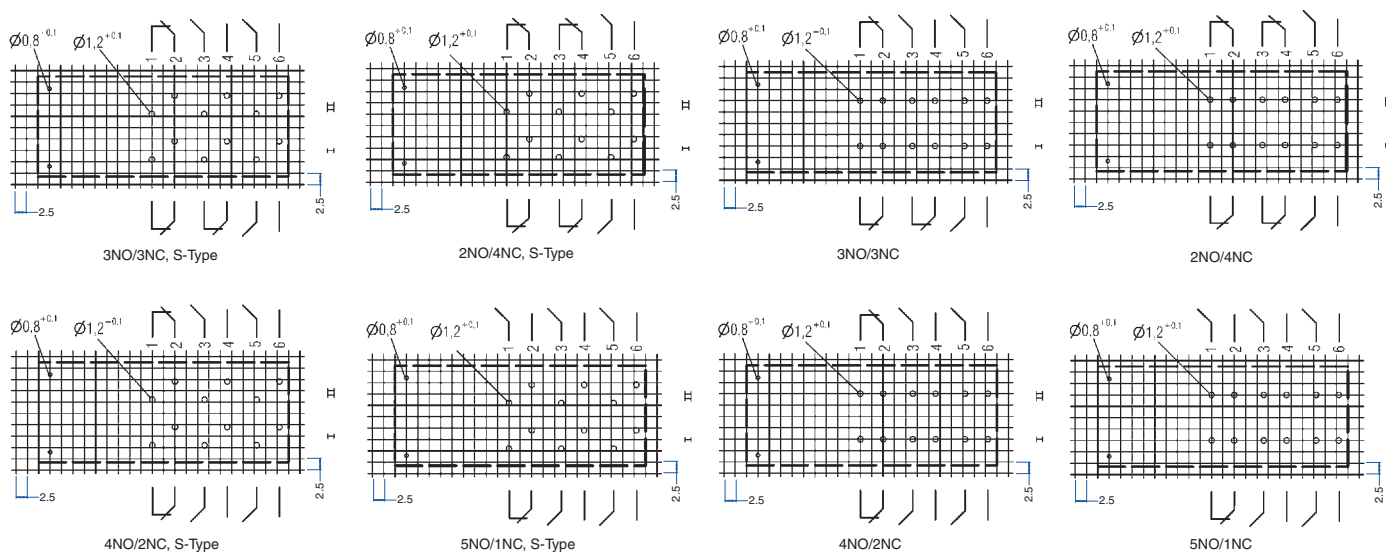 Ø0,8+0,1 Ø1,2+0,1
1 2 3 4 5 6
II
I
2.5
2.5
3NO/3NC, S-Type
Ø0,8+0,1 Ø1,2+0,1
1 2 3 4 5 6
II
I
2.5
2.5
2NO/4NC, S-Type
Ø0,8+0,1 Ø1,2-0,1
1 2 3 4 5 6
II
I
2.5
2.5
3NO/3NC
Ø0,8+0,1 Ø1,2+0,1
1 2 3 4 5 6
2.5
2.5
2NO/4NC
Ø0,8+0,1 Ø1,2-0,1
1 2 3 4 5 6
II
I
2.5
2.5
4NO/2NC, S-Type
Ø0,8+0,1 Ø1,2+0,1
1 2 3 4 5 6
II
I
2.5
2.5
5NO/1NC, S-Type
Ø0,8+0,1 Ø1,2+0,1
1 2 3 4 5 6
II
I
2.5
2.5
4NO/2NC
Ø0,8+0,1 Ø1,2+0,1
1 2 3 4 5 6
2.5
2.5
5NO/1NC